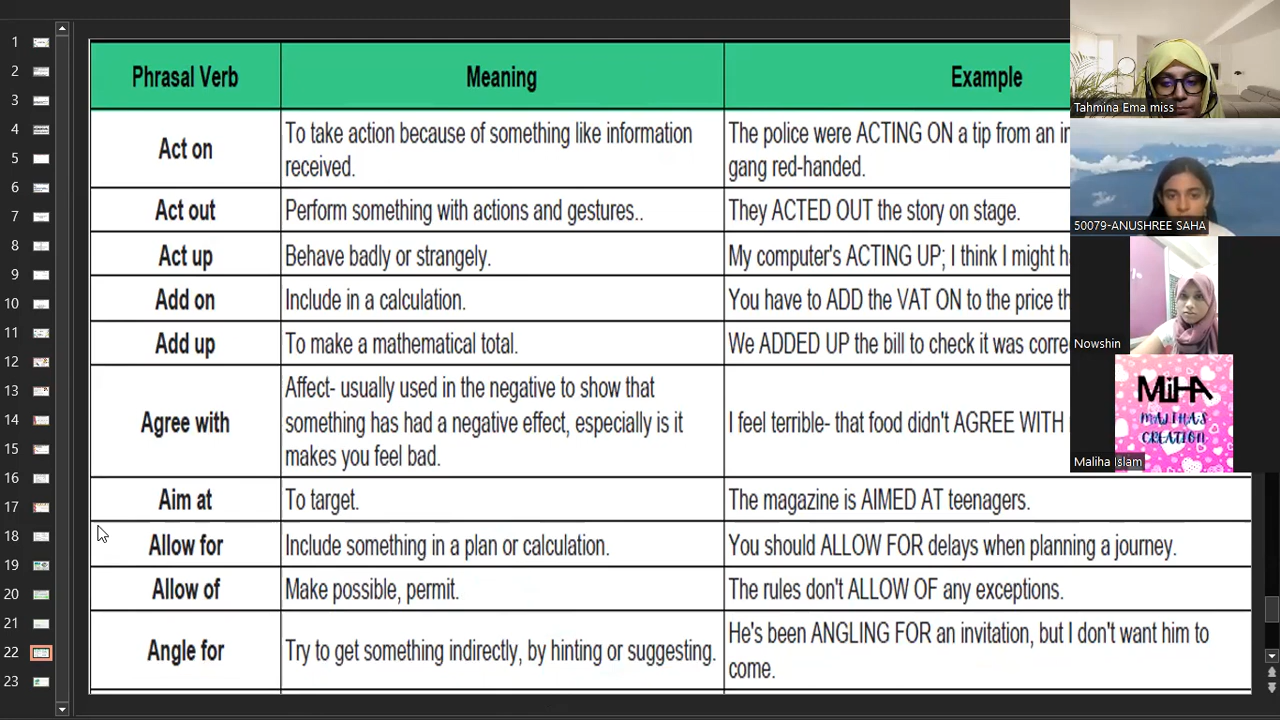 1
2
3
4
5
6
7
8
9
10
11
12
13
14
15
16
17
18
19
20
21
22
23
Phrasal Verb
Meaning
Example
Act on
To take action because of something like information
received.
The police were ACTING ON a tip from an
gang red-handed.
Act out
Perform something with actions and gestures..
They ACTED OUT the story on stage.
Act up
Behave badly or strangely.
My computer's ACTING UP; I think I might
Add on
Include in a calculation.
You have to ADD the VAT ON to the price
Add up
To make a mathematical total.
We ADDED UP the bill to check it was
Agree with
Affect- usually used in the negative to show that
something has had a negative effect, especially is it
makes you feel bad.
I feel terrible- that food didn't AGREE WITH
Aim at
To target.
The magazine is AIMED AT teenagers.
Allow for
Include something in a plan or calculation.
You should ALLOW FOR delays when planning a journey.
Allow of
Make possible, permit.
The rules don't ALLOW OF any exceptions.
Angle for
Try to get something indirectly, by hinting or suggesting.
He's been ANGLING FOR an invitation, but I don't want him to
come.
Tahmina Ema miss
50079-ANUSHREE SAHA
Nowshin
MiHA
MALIHA'S
CREATION
Maliha Islam